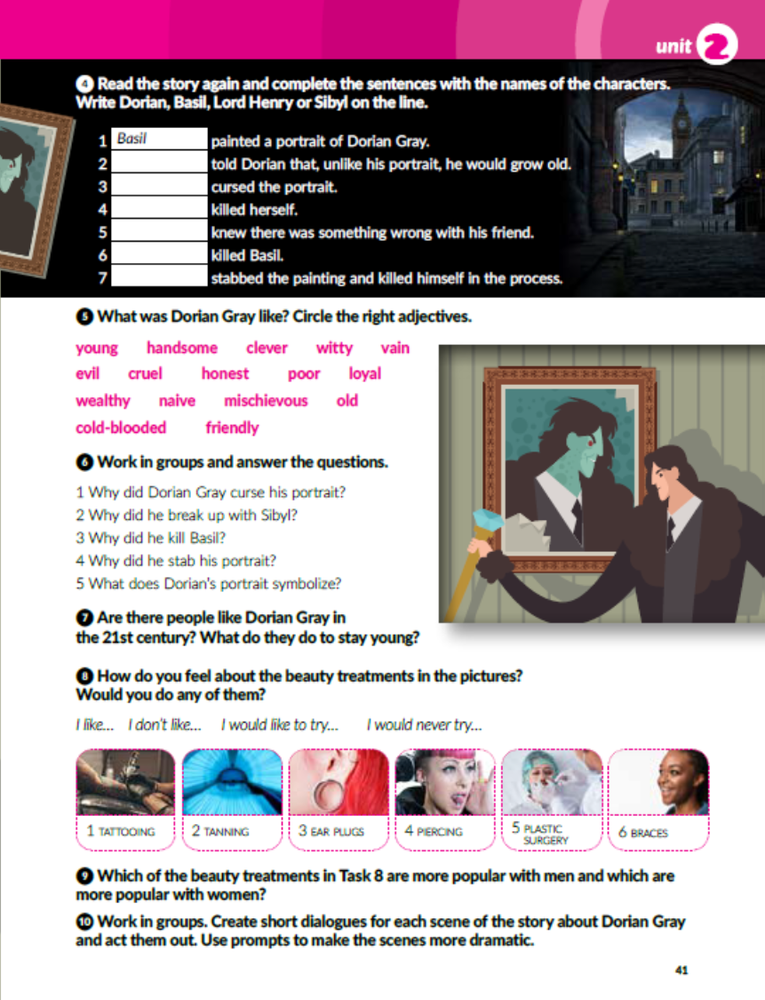 unit 2
4 Read the story again and complete the sentences with the names of the characters.
Write Dorian, Basil, Lord Henry or Sibyl on the line.
1 Basil painted a portrait of Dorian Gray.
2 told Dorian that, unlike his portrait, he would grow old.
3 cursed the portrait.
4 killed herself.
5 knew there was something wrong with his friend.
6 killed Basil.
7 stabbed the painting and killed himself in the process.
5 What was Dorian Gray like? Circle the right adjectives.
young handsome clever witty vain
evil cruel honest poor loyal
wealthy naive mischievous old
cold-blooded friendly
6 Work in groups and answer the questions.
1 Why did Dorian Gray curse his portrait?
2 Why did he break up with Sibyl?
3 Why did he kill Basil?
4 Why did he stab his portrait?
5 What does Dorian's portrait symbolize?
7 Are there people like Dorian Gray in
the 21st century? What do they do to stay young?
8 How do you feel about the beauty treatments in the pictures?
Would you do any of them?
I like... I don't like... I would like to try... I would never try...
1 TATTOOING 2 TANNING 3 EAR PLUGS 4 PIERCING 5 PLASTIC
SURGERY 6 BRACES
9 Which of the beauty treatments in Task 8 are more popular with men and which are
more popular with women?
10 Work in groups. Create short dialogues for each scene of the story about Dorian Gray
and act them out. Use prompts to make the scenes more dramatic.
41